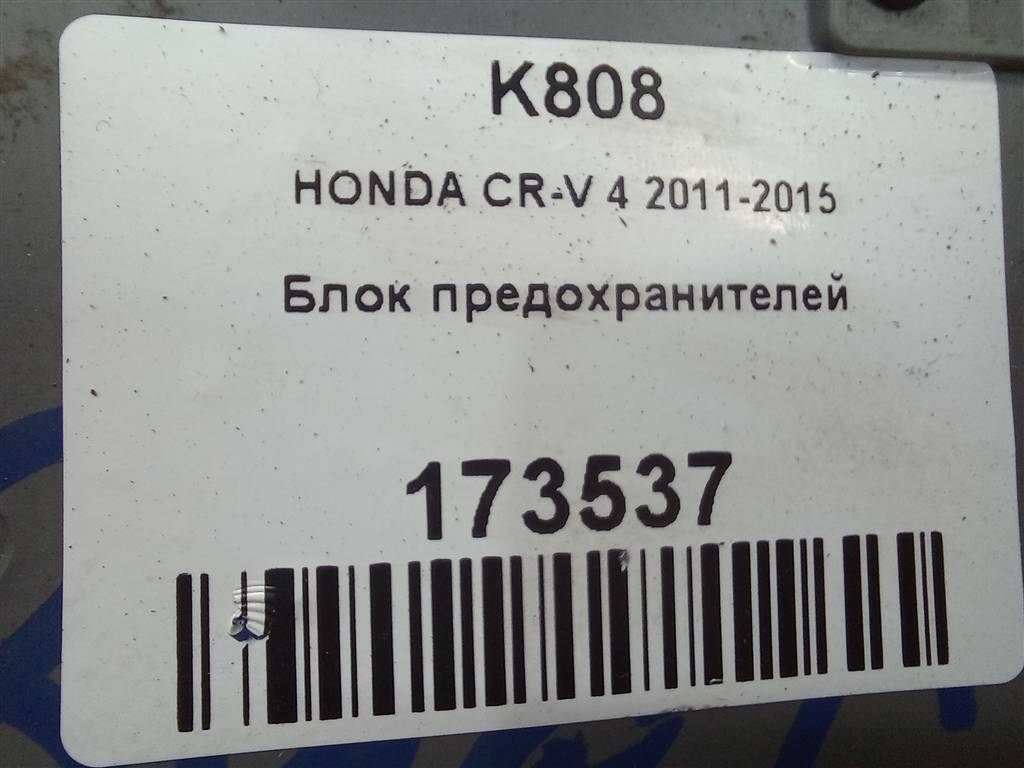 K808
HONDA CR-V 4 2011-2015
Блок предохранителей
173537